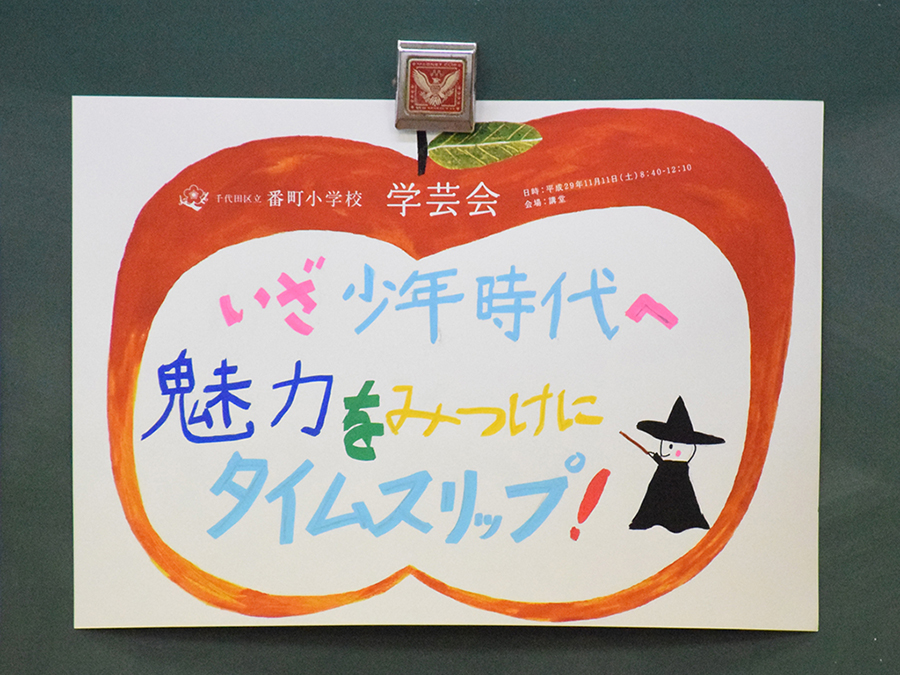 千代田区立 番町小学校 学芸会
日時：平成29年11月11日(土) 8:40-12:10
会場：講堂
いざ少年時代へ
魅力をみつけに
タイムスリップ！